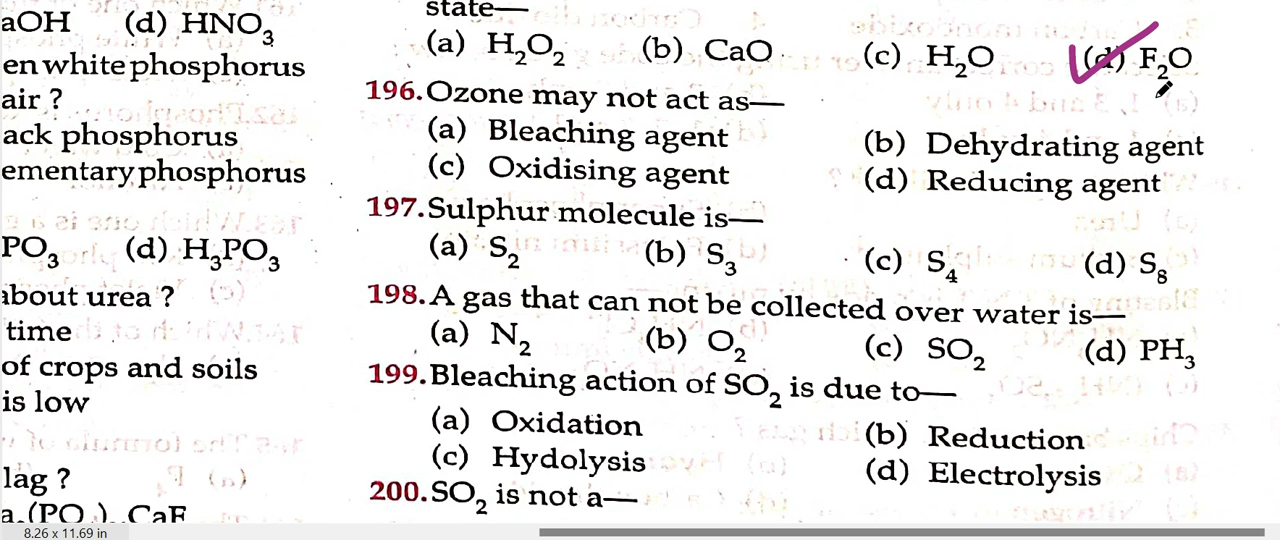 aOH (d) HNO3
en white phosphorus
air ?
ack phosphorus
ementary phosphorus
PO3 (d) H3PO3
about urea ?
time
of crops and soils
is low
lag ?
CaF
state—
(a) H2O2 (b) CaO (c) H2O (d) F2O
196. Ozone may not act as—
(a) Bleaching agent (b) Dehydrating agent
(c) Oxidising agent (d) Reducing agent
197. Sulphur molecule is—
(a) S2 (b) S3 (c) S4 (d) S8
198. A gas that can not be collected over water is—
(a) N2 (b) O2 (c) SO2 (d) PH3
199. Bleaching action of SO2 is due to—
(a) Oxidation (b) Reduction
(c) Hydolysis (d) Electrolysis
200. SO2 is not a—
8.26 x 11.69 in